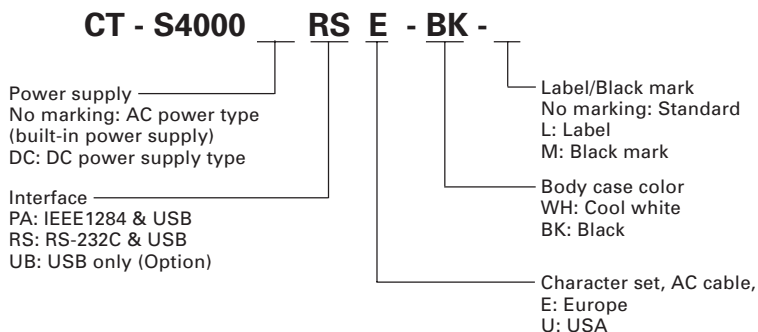 CT - S4000 __ RS E - BK - __
Power supply
No marking: AC power type
(built-in power supply)
DC: DC power supply type
Interface
PA: IEEE1284 & USB
RS: RS-232C & USB
UB: USB only (Option)
Label/Black mark
No marking: Standard
L: Label
M: Black mark
Body case color
WH: Cool white
BK: Black
Character set, AC cable,
E: Europe
U: USA